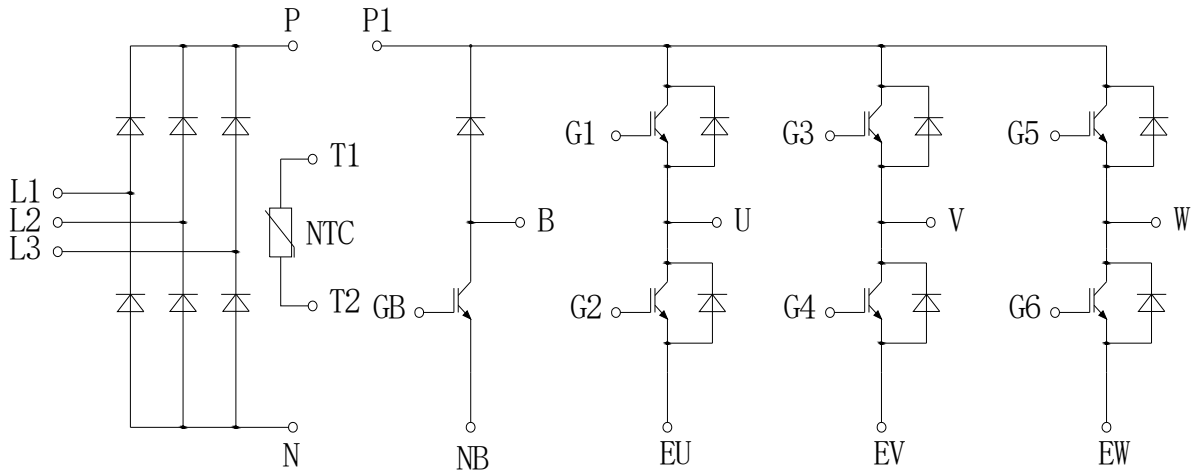 P P1
T1
G1 G3 G5
L1
L2
L3
NTC
B U V W
T2
GB G2 G4 G6
N NB EU EV EW